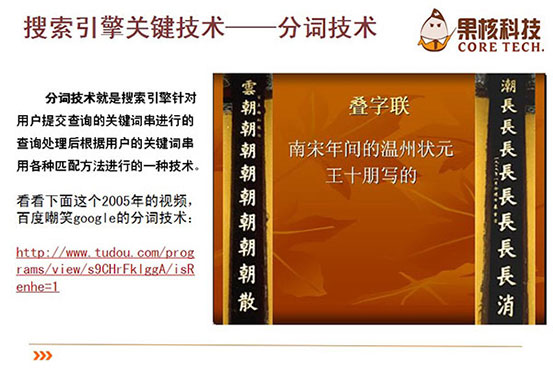 搜索引擎关键技术——分词技术
果核科技
CORE TECH.
分词技术就是搜索引擎针对
用户提交查询的关键词串进行的
查询处理后根据用户的关键词串
用各种匹配方法进行的一种技术。
看看下面这个2005年的视频，
百度嘲笑google的分词技术：
http://www.tudou.com/prog
rams/view/s9CHrFklggA/isR
enhe=1
雲朝朝朝朝朝朝朝朝散
叠字联
南宋年间的温州状元
王十朋写的
潮長長長長長長長長消